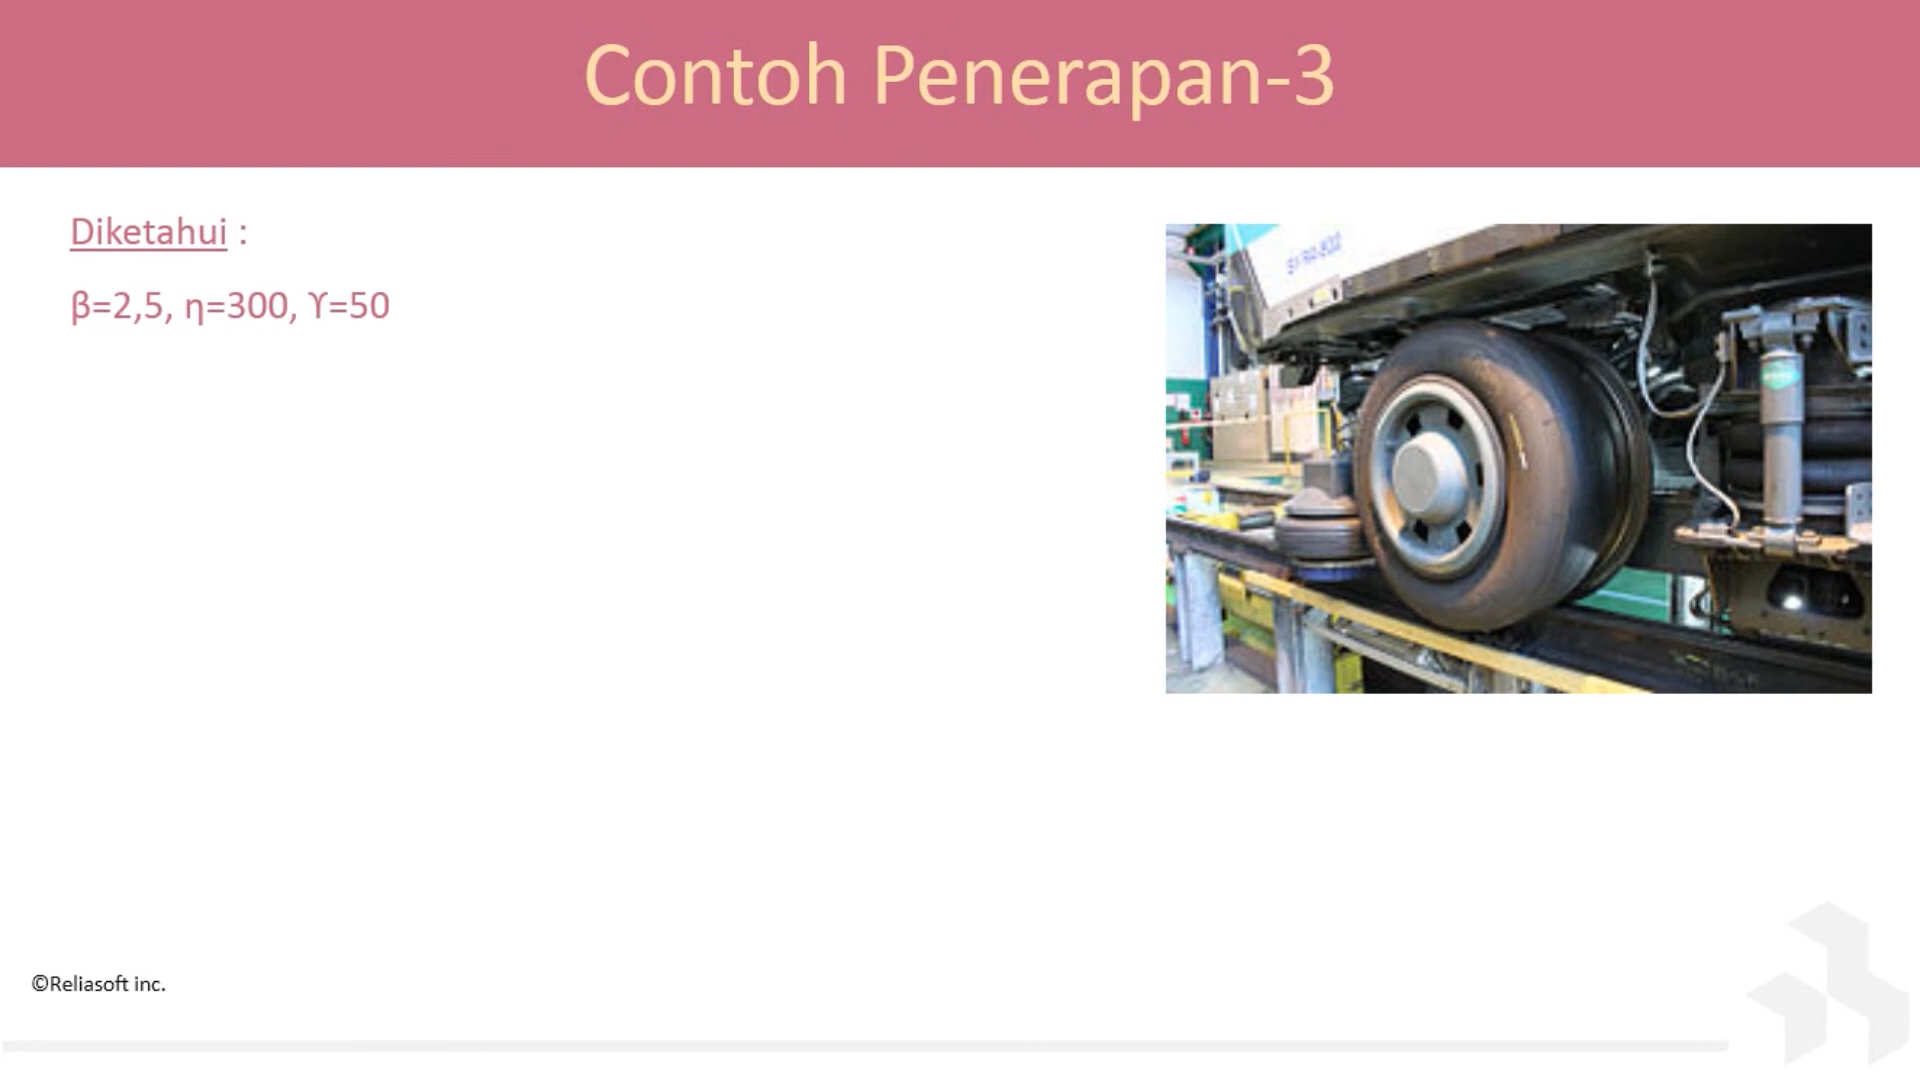 Contoh Penerapan-3
Diketahui :
β=2,5, η=300, ϒ=50
©Reliasoft inc.